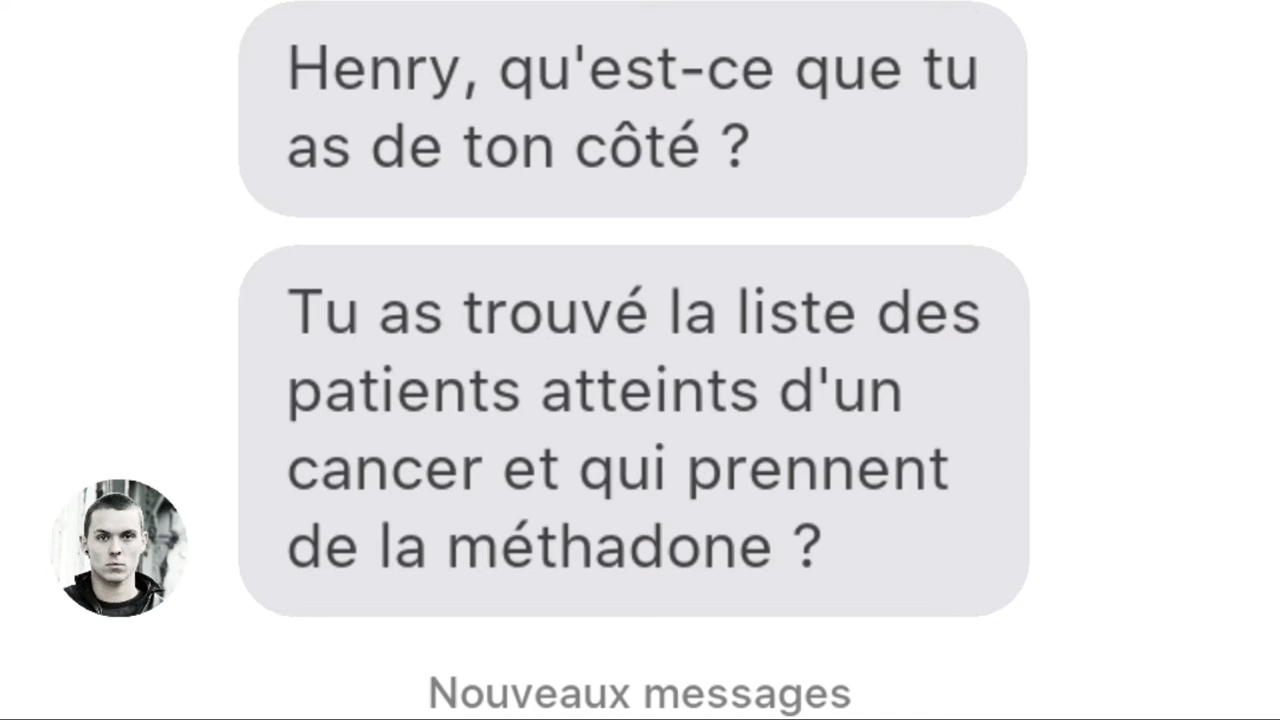 Henry, qu'est-ce que tu
as de ton côté ?
Tu as trouvé la liste des
patients atteints d'un
cancer et qui prennent
de la méthadone ?
Nouveaux messages